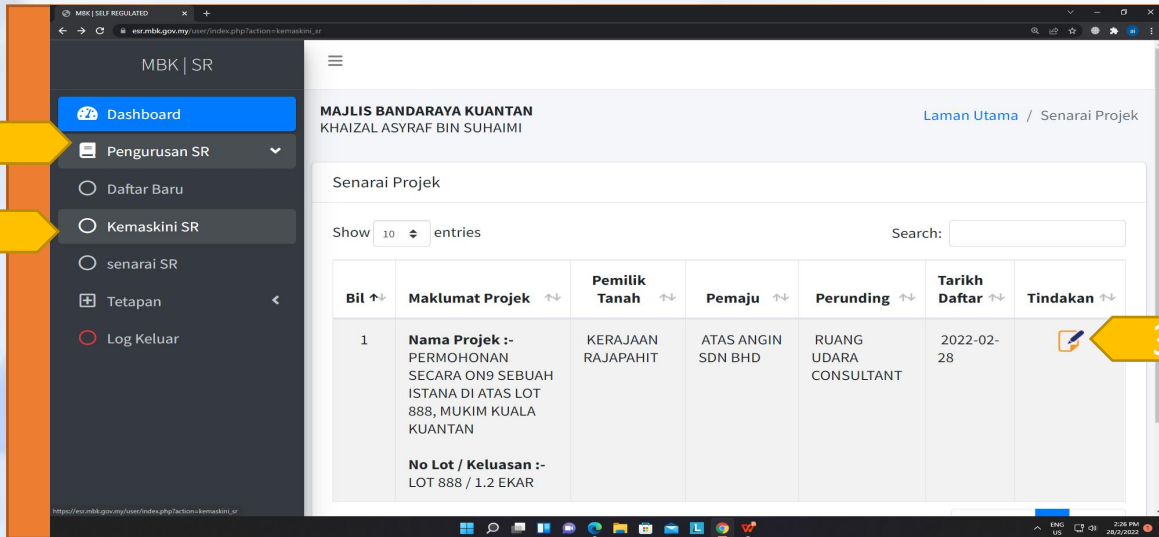 MBK | SELF REGULATED
esr.mbk.gov.my/user/index.php?action=kemaskini_sr
MBK | SR
Dashboard
Pengurusan SR
Daftar Baru
Kemaskini SR
senarai SR
Tetapan
Log Keluar
MAJLIS BANDARAYA KUANTAN
KHAIZAL ASYRAF BIN SUHAIMI
Laman Utama / Senarai Projek
Senarai Projek
Show 10 entries
Search:
Bil Maklumat Projek Pemilik Tanah Pemaju Perunding Tarikh Daftar Tindakan
1
Nama Projek :-
PERMOHONAN
SECARA ON9 SEBUAH
ISTANA DI ATAS LOT
888, MUKIM KUALA
KUANTAN
No Lot / Keluasan :-
LOT 888 / 1.2 EKAR
KERAJAAN
RAJAPAHIT
ATAS ANGIN
SDN BHD
RUANG
UDARA
CONSULTANT
2022-02-
28
3
https://esr.mbk.gov.my/user/index.php?action=kemaskini_sr
ENG
US
2:26 PM
28/2/2022